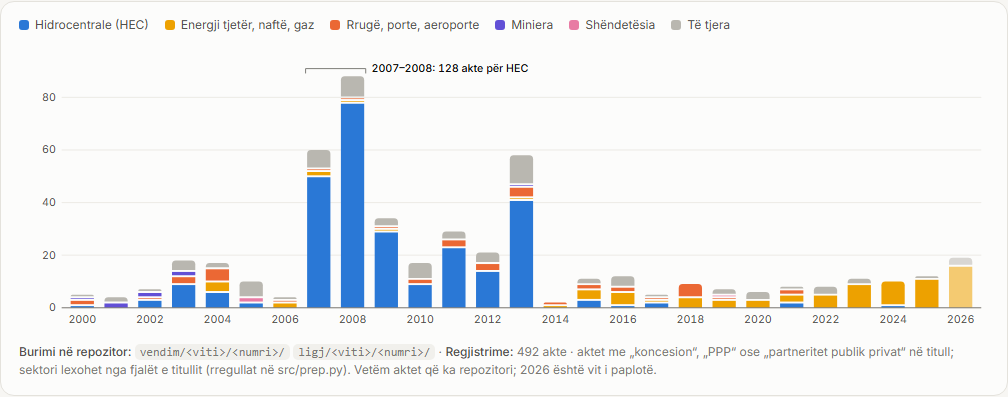 Hidrocentrale (HEC) Energji tjetër, naftë, gaz Rrugë, porte, aeroporte Miniera Shëndetësia Të tjera
2007–2008: 128 akte për HEC
80
60
40
20
0
2000 2002 2004 2006 2008 2010 2012 2014 2016 2018 2020 2022 2024 2026
Burimi në repozitor: vendim/<viti>/<numri>/ ligj/<viti>/<numri>/ · Regjistrime: 492 akte · aktet me „koncesion“, „PPP“ ose „partneritet publik privat“ në titull;
sektori lexohet nga fjalët e titullit (rregullat në src/prep.py). Vetëm aktet që ka repozitori; 2026 është vit i paplotë.